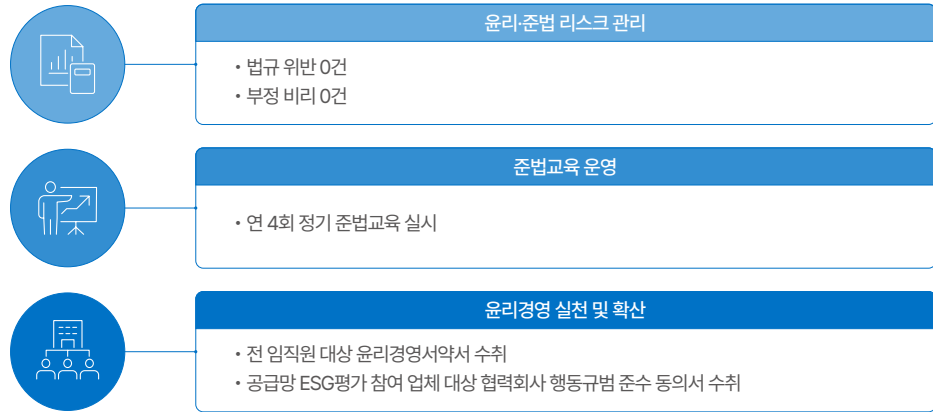 윤리·준법 리스크 관리
• 법규 위반 0건
• 부정 비리 0건
준법교육 운영
• 연 4회 정기 준법교육 실시
윤리경영 실천 및 확산
• 전 임직원 대상 윤리경영서약서 수취
• 공급망 ESG평가 참여 업체 대상 협력회사 행동규범 준수 동의서 수취